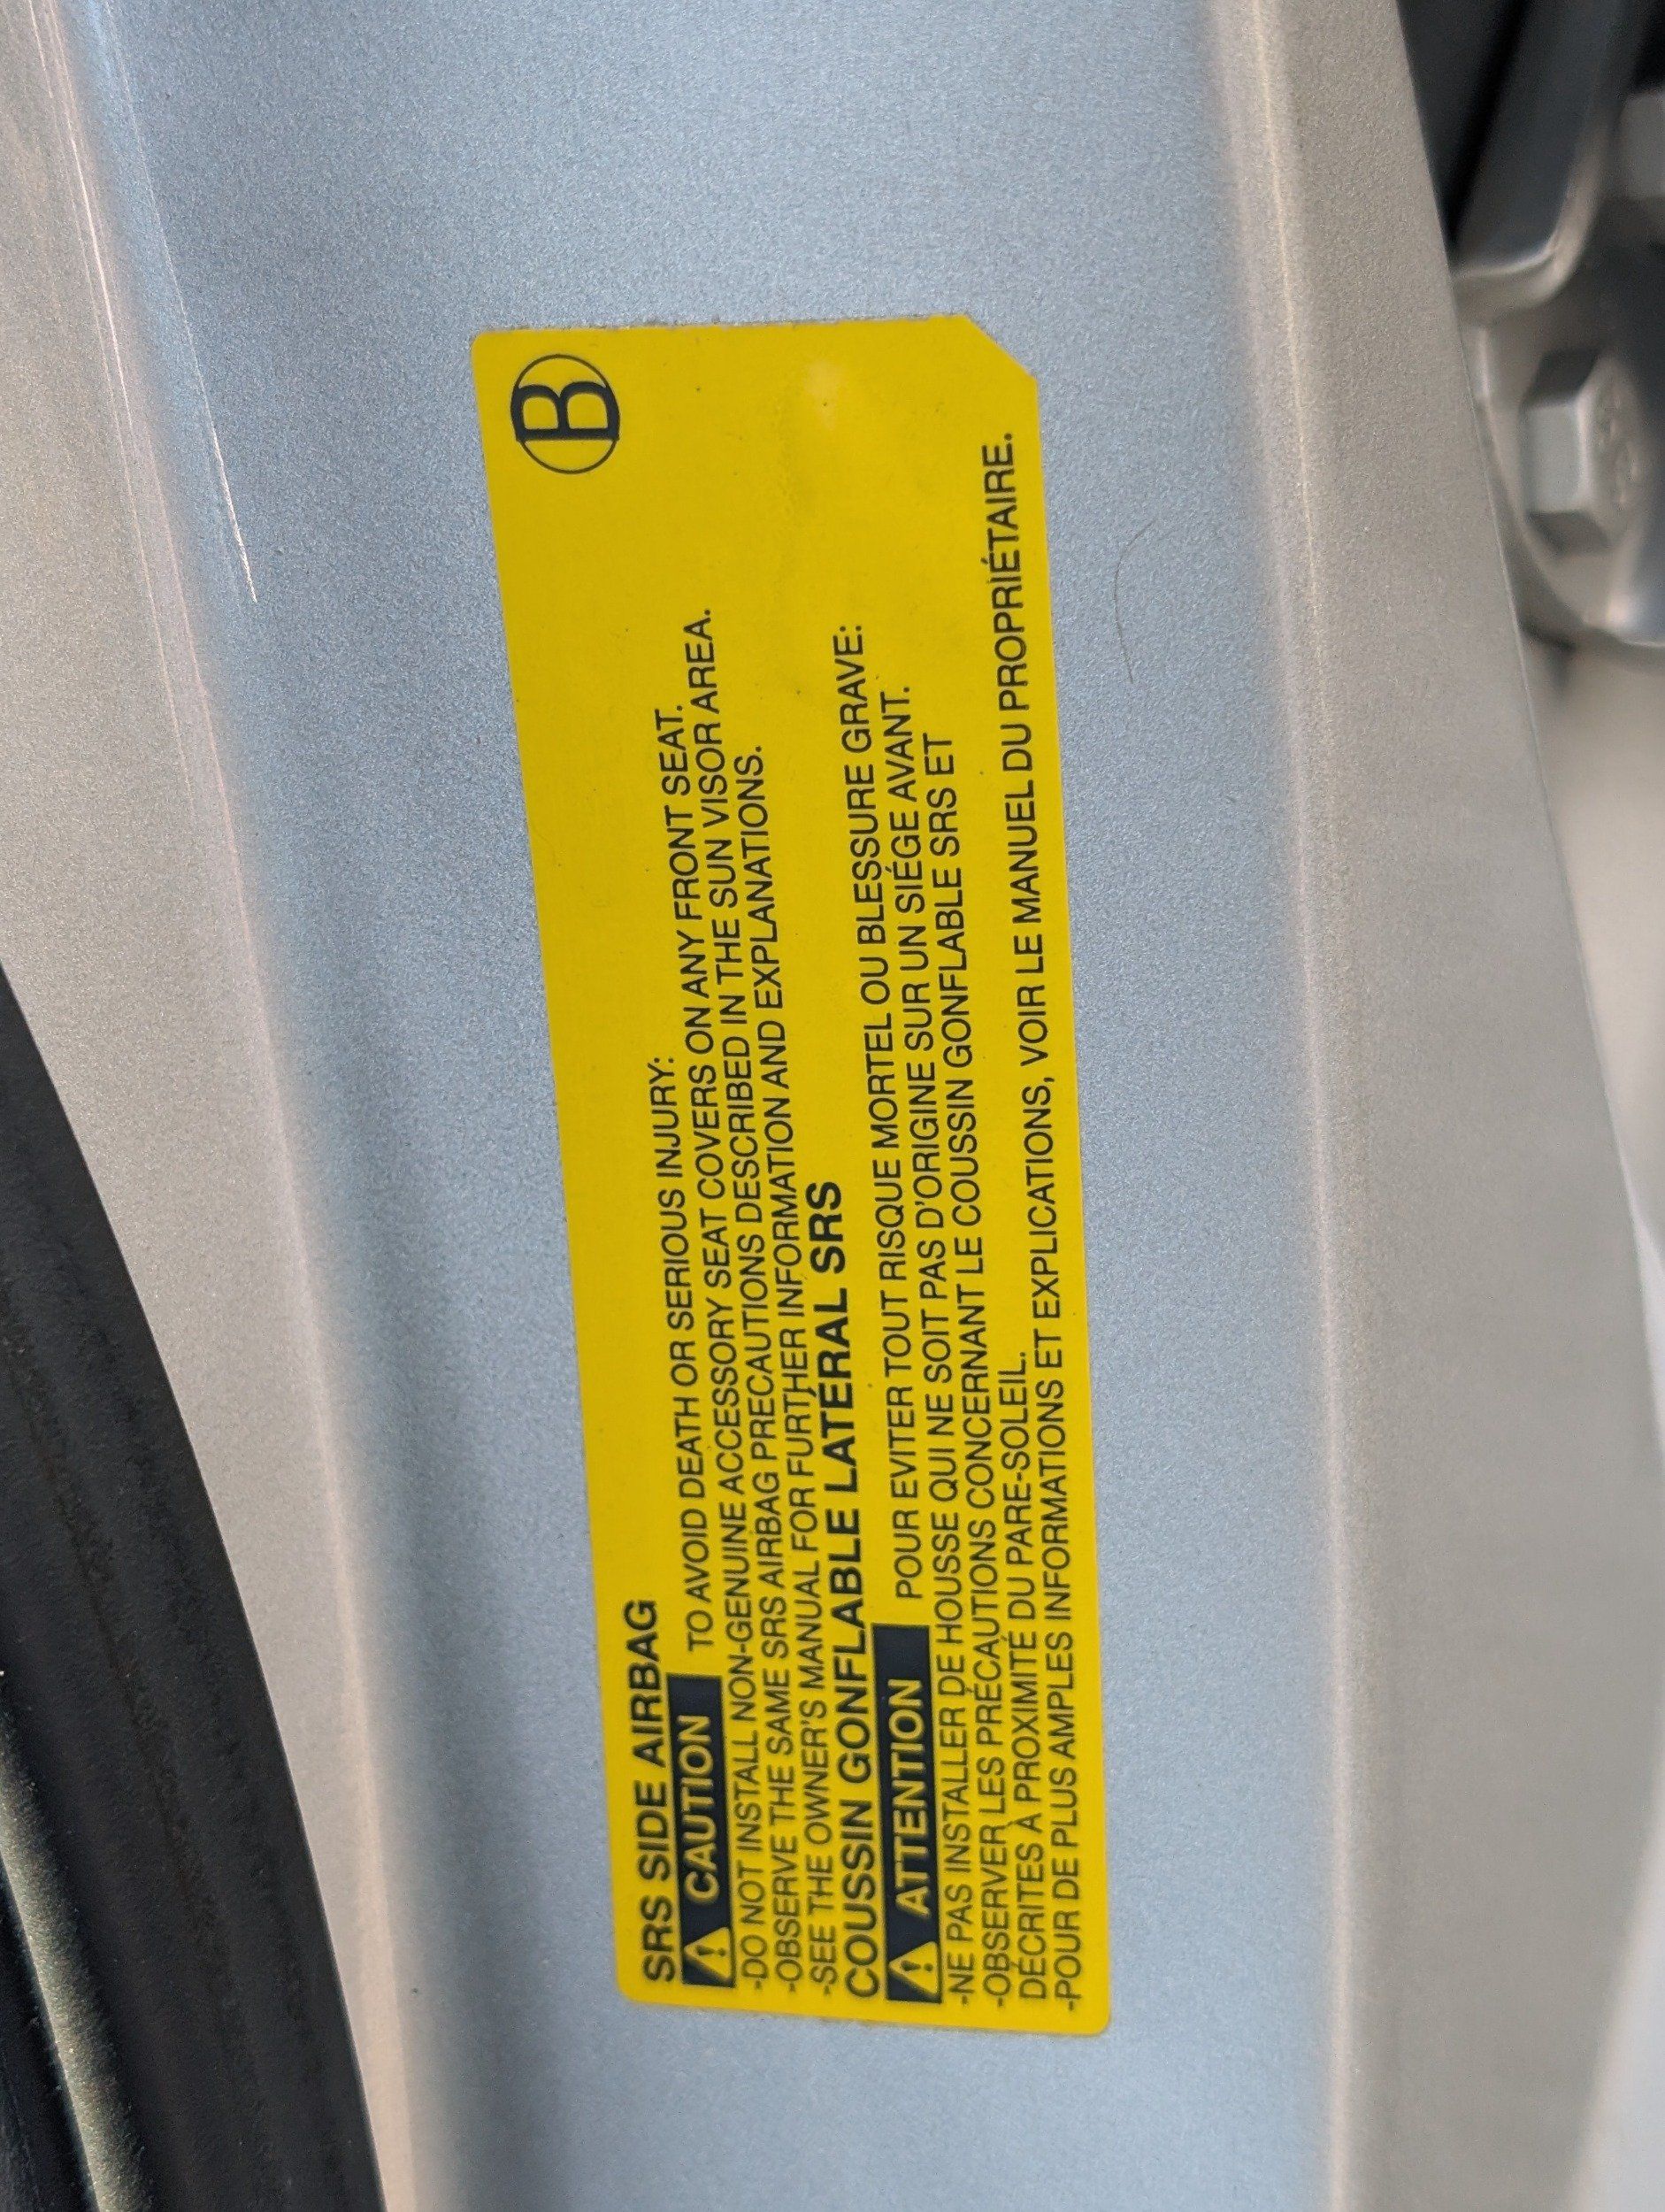 B
SRS SIDE AIRBAG
CAUTION TO AVOID DEATH OR SERIOUS INJURY:
-DO NOT INSTALL NON-GENUINE ACCESSORY SEAT COVERS ON ANY FRONT SEAT.
-OBSERVE THE SAME SRS AIRBAG PRECAUTIONS DESCRIBED IN THE SUN VISOR AREA.
-SEE THE OWNER'S MANUAL FOR FURTHER INFORMATION AND EXPLANATIONS.
COUSSIN GONFLABLE LATÉRAL SRS
ATTENTION POUR EVITER TOUT RISQUE MORTEL OU BLESSURE GRAVE:
-NE PAS INSTALLER DE HOUSSE QUI NE SOIT PAS D'ORIGINE SUR UN SIÉGE AVANT.
-OBSERVER LES PRÉCAUTIONS CONCERNANT LE COUSSIN GONFLABLE SRS ET
DÉCRITES À PROXIMITÉ DU PARE-SOLEIL.
-POUR DE PLUS AMPLES INFORMATIONS ET EXPLICATIONS, VOIR LE MANUEL DU PROPRIÉTAIRE.